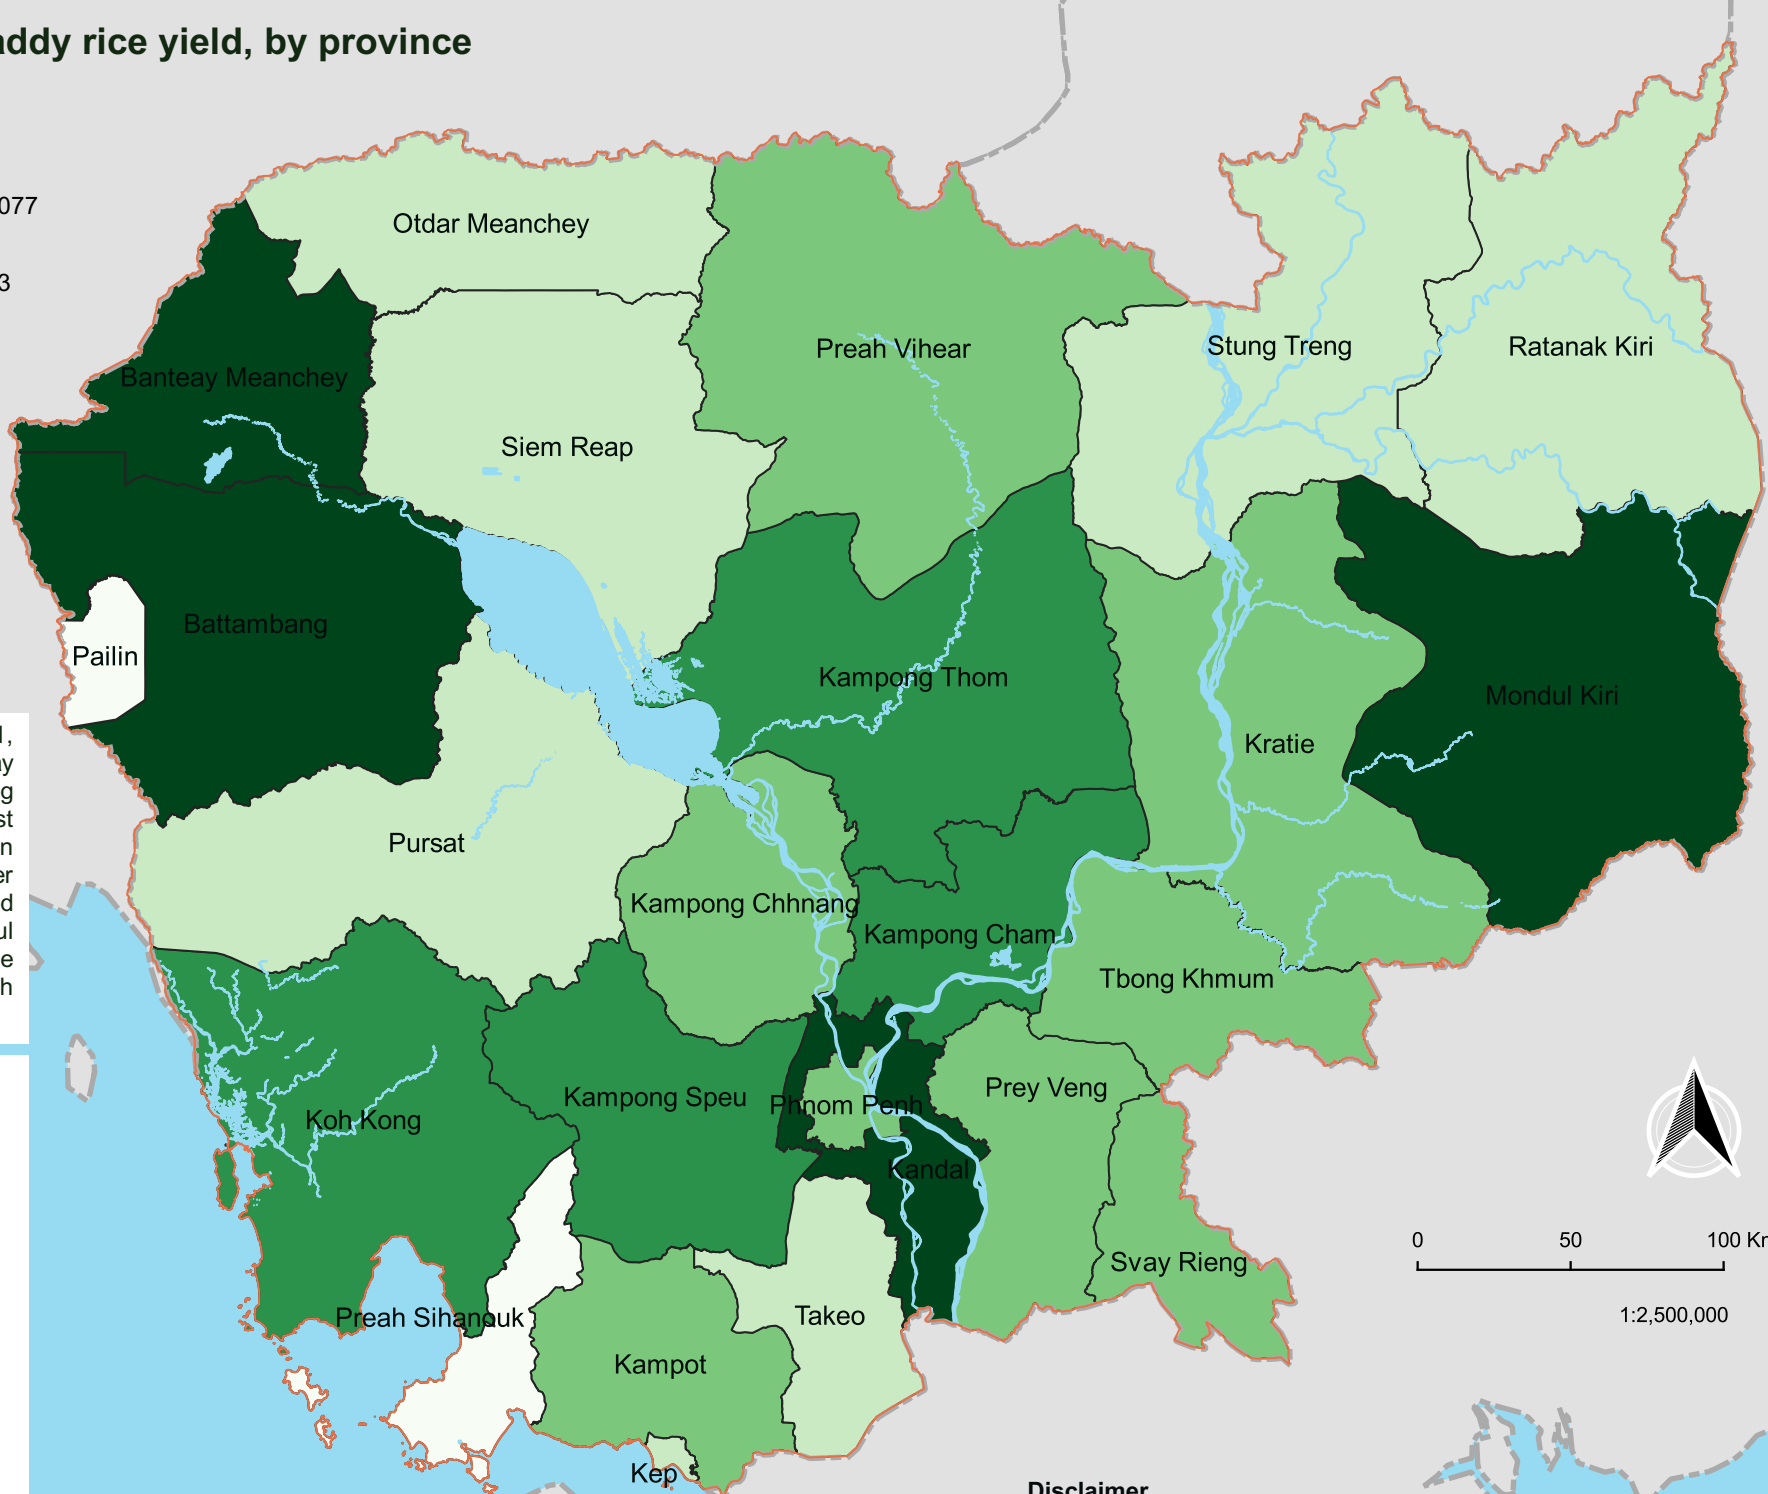 addy rice yield, by province
077
3
Otdar Meanchey
Banteay Meanchey
Preah Vihear
Stung Treng
Ratanak Kiri
Siem Reap
Battambang
Pailin
Kampong Thom
Mondul Kiri
Kratie
Pursat
Kampong Chhnang
Kampong Cham
Tbong Khmum
Koh Kong
Kampong Speu
Phnom Penh
Prey Veng
Kandal
Svay Rieng
Preah Sihanouk
Takeo
Kampot
Kep
0 50 100 Km
1:2,500,000
Disclaimer